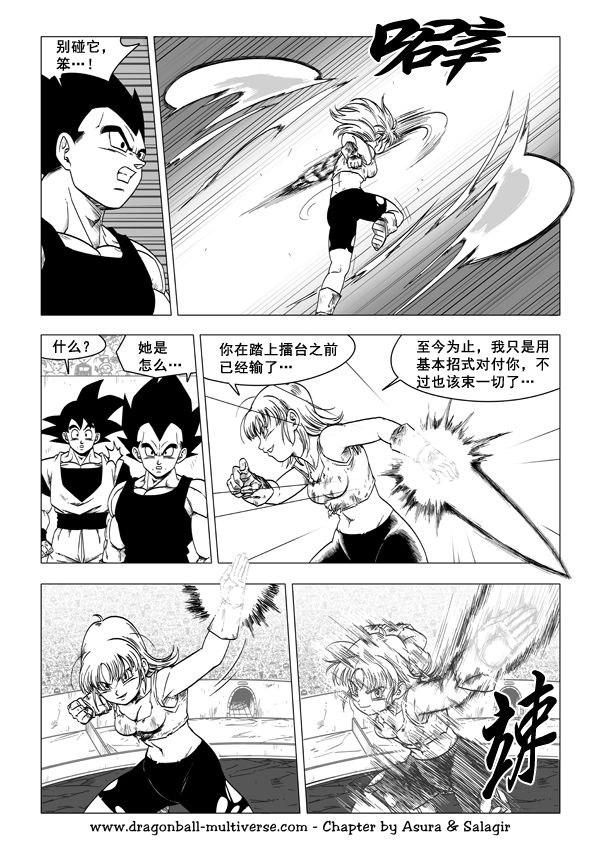 别碰它,
笨…!
噼
什么?
她是
怎么…
你在踏上擂台之前
已经输了…
至今为止,我只是用
基本招式对付你,不
过也该束一切了…
www.dragonball-multiverse.com - Chapter by Asura & Salagir